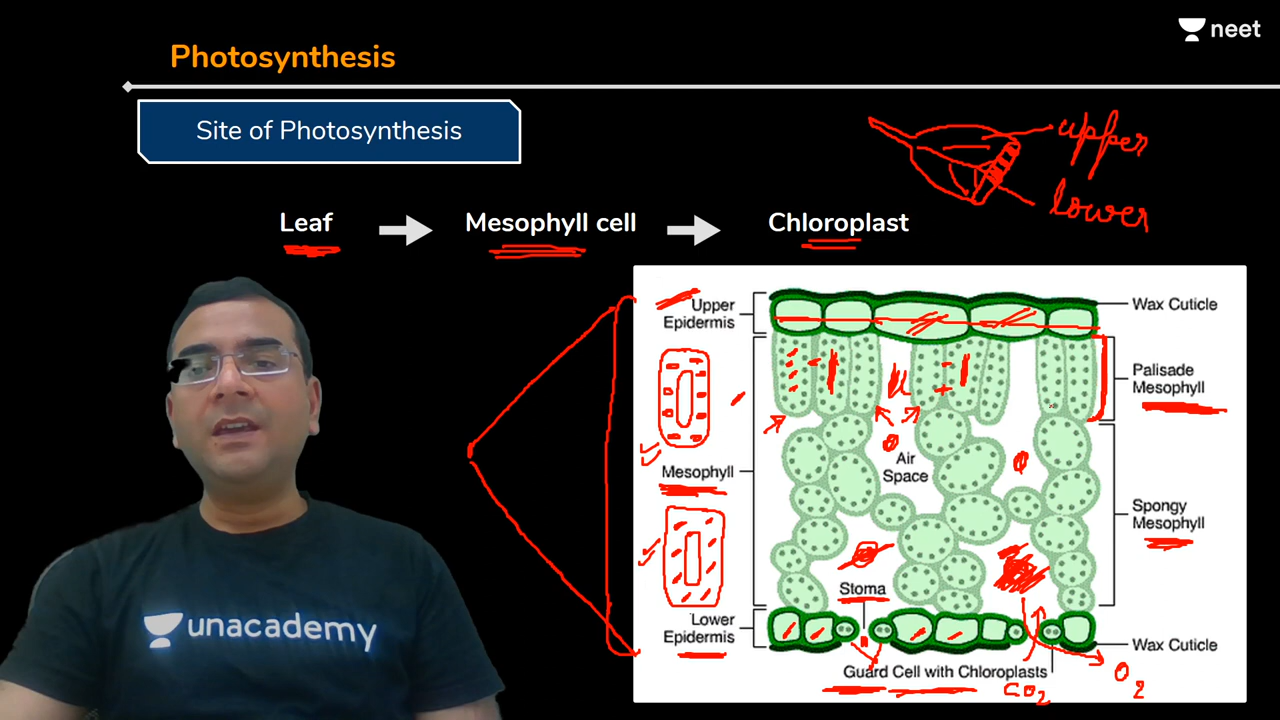 neet
Photosynthesis
Site of Photosynthesis
upper
lower
Leaf
Mesophyll cell
Chloroplast
Upper
Epidermis
Wax Cuticle
Palisade
Mesophyll
Air
Space
Mesophyll
Spongy
Mesophyll
Stoma
Lower
Epidermis
Wax Cuticle
Guard Cell with Chloroplasts
CO2
O2
unacademy